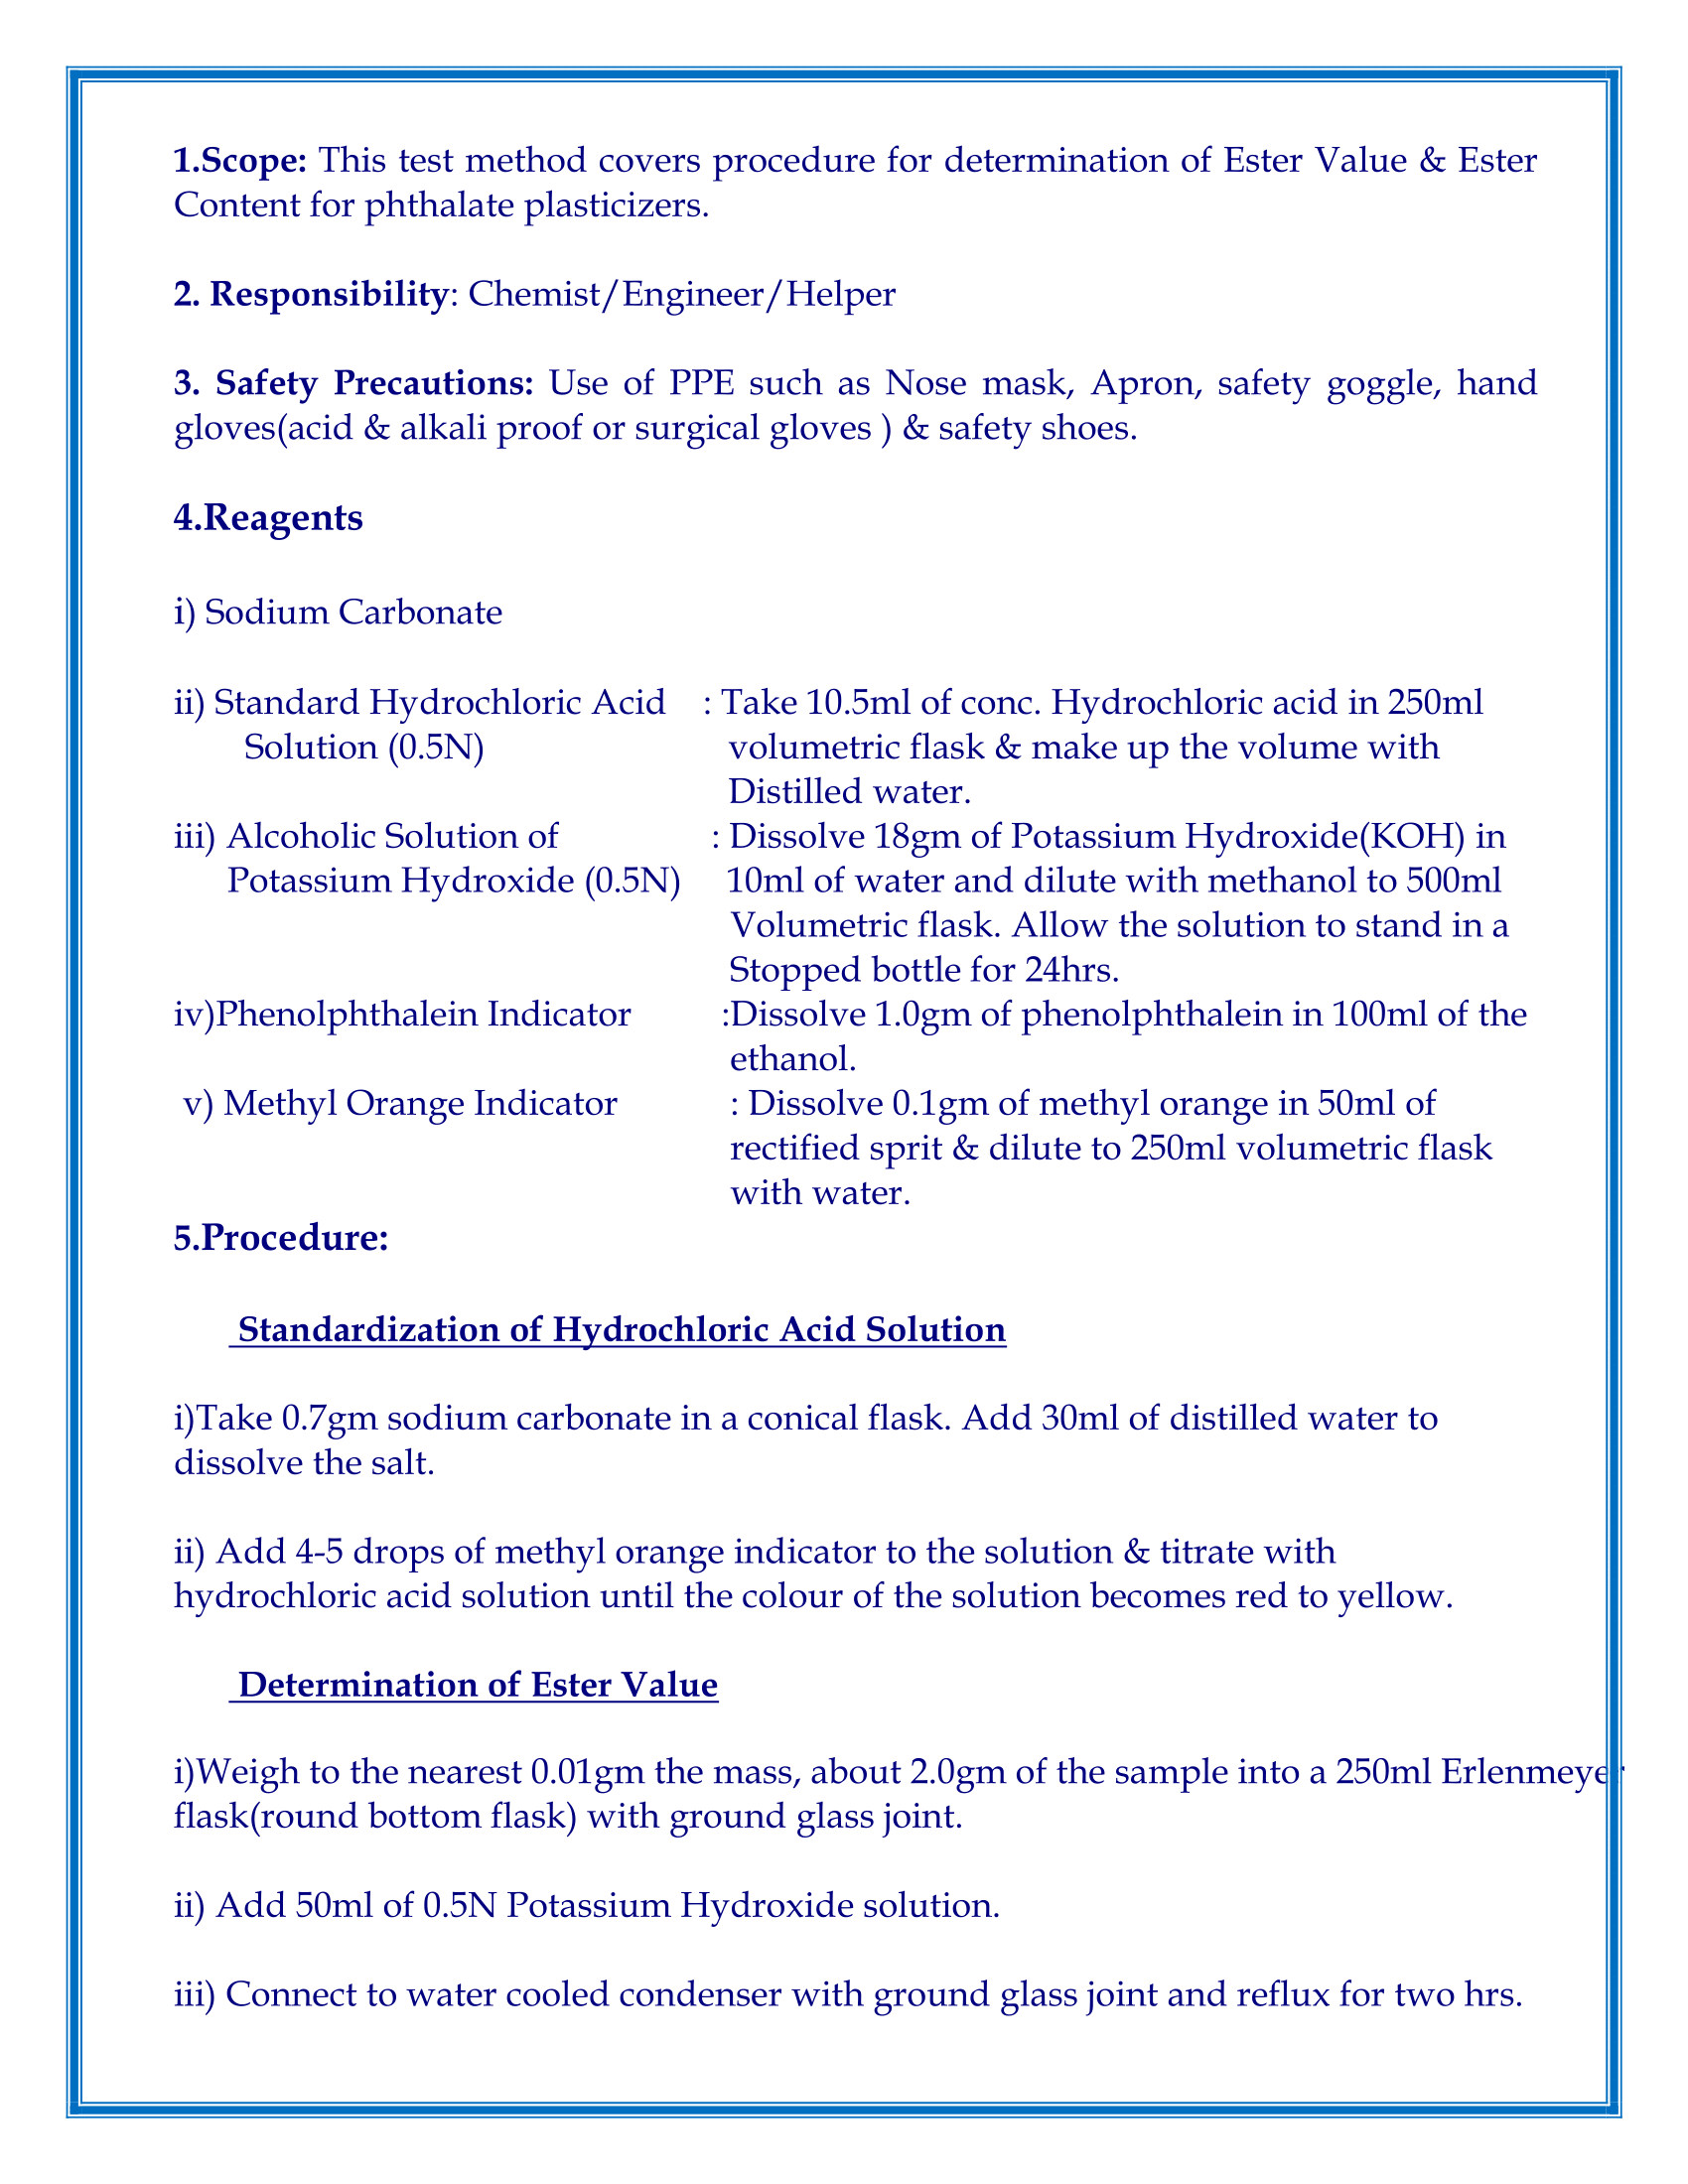 1.Scope: This test method covers procedure for determination of Ester Value & Ester
Content for phthalate plasticizers.
2. Responsibility: Chemist/Engineer/Helper
3. Safety Precautions: Use of PPE such as Nose mask, Apron, safety goggle, hand
gloves(acid & alkali proof or surgical gloves ) & safety shoes.
4.Reagents
i) Sodium Carbonate
ii) Standard Hydrochloric Acid : Take 10.5ml of conc. Hydrochloric acid in 250ml
Solution (0.5N) volumetric flask & make up the volume with
Distilled water.
iii) Alcoholic Solution of : Dissolve 18gm of Potassium Hydroxide(KOH) in
Potassium Hydroxide (0.5N) 10ml of water and dilute with methanol to 500ml
Volumetric flask. Allow the solution to stand in a
Stopped bottle for 24hrs.
iv)Phenolphthalein Indicator :Dissolve 1.0gm of phenolphthalein in 100ml of the
ethanol.
v) Methyl Orange Indicator : Dissolve 0.1gm of methyl orange in 50ml of
rectified sprit & dilute to 250ml volumetric flask
with water.
5.Procedure:
Standardization of Hydrochloric Acid Solution
i)Take 0.7gm sodium carbonate in a conical flask. Add 30ml of distilled water to
dissolve the salt.
ii) Add 4-5 drops of methyl orange indicator to the solution & titrate with
hydrochloric acid solution until the colour of the solution becomes red to yellow.
Determination of Ester Value
i)Weigh to the nearest 0.01gm the mass, about 2.0gm of the sample into a 250ml Erlenmeyer
flask(round bottom flask) with ground glass joint.
ii) Add 50ml of 0.5N Potassium Hydroxide solution.
iii) Connect to water cooled condenser with ground glass joint and reflux for two hrs.